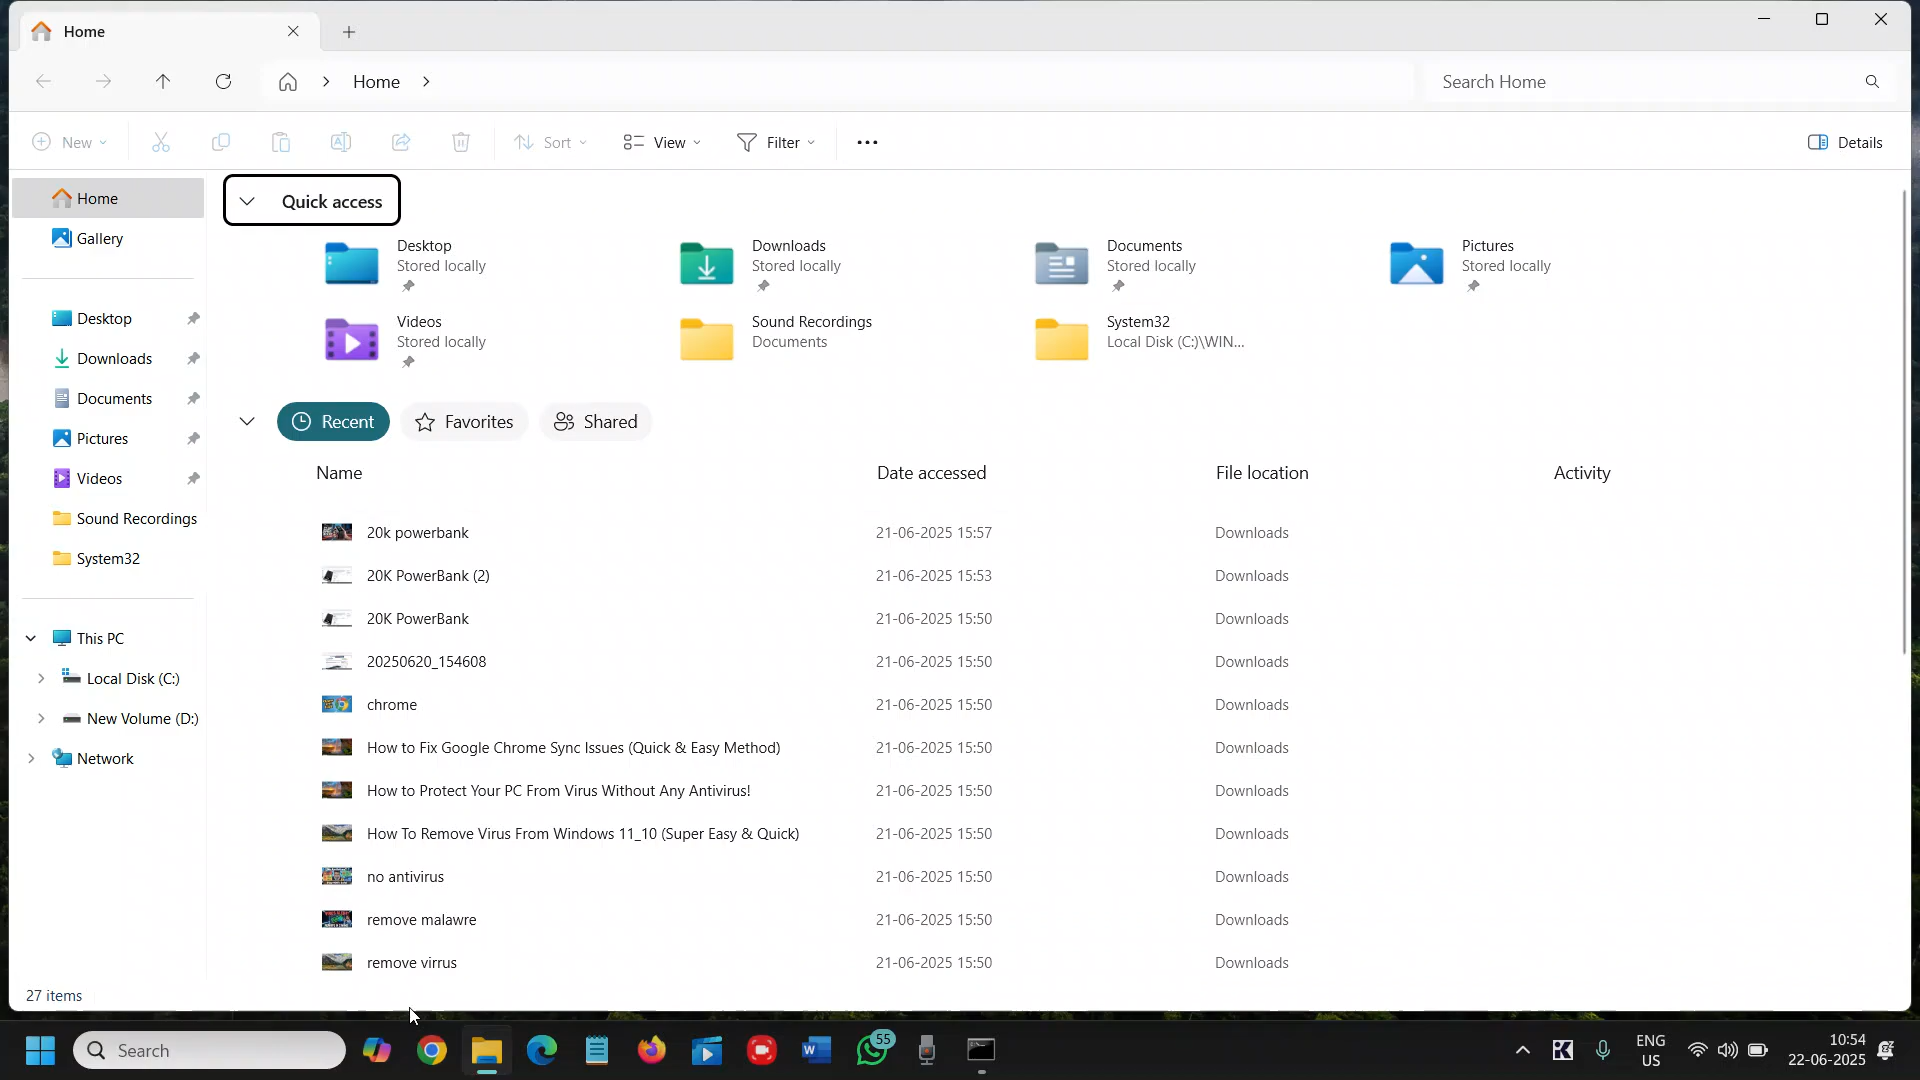 Home
Home
Search Home
New
Sort
View
Filter
Details
Home
Gallery
Desktop
Downloads
Documents
Pictures
Videos
Sound Recordings
System32
This PC
Local Disk (C:)
New Volume (D:)
Network
Quick access
Desktop
Stored locally
Downloads
Stored locally
Documents
Stored locally
Pictures
Stored locally
Videos
Stored locally
Sound Recordings
Documents
System32
Local Disk (C:)\WIN...
Recent
Favorites
Shared
Name Date accessed File location Activity
20k powerbank 21-06-2025 15:57 Downloads
20K PowerBank (2) 21-06-2025 15:53 Downloads
20K PowerBank 21-06-2025 15:50 Downloads
20250620_154608 21-06-2025 15:50 Downloads
chrome 21-06-2025 15:50 Downloads
How to Fix Google Chrome Sync Issues (Quick & Easy Method) 21-06-2025 15:50 Downloads
How to Protect Your PC From Virus Without Any Antivirus! 21-06-2025 15:50 Downloads
How To Remove Virus From Windows 11_10 (Super Easy & Quick) 21-06-2025 15:50 Downloads
no antivirus 21-06-2025 15:50 Downloads
remove malawre 21-06-2025 15:50 Downloads
remove virrus 21-06-2025 15:50 Downloads
27 items
Search
55
ENG
US
10:54
22-06-2025